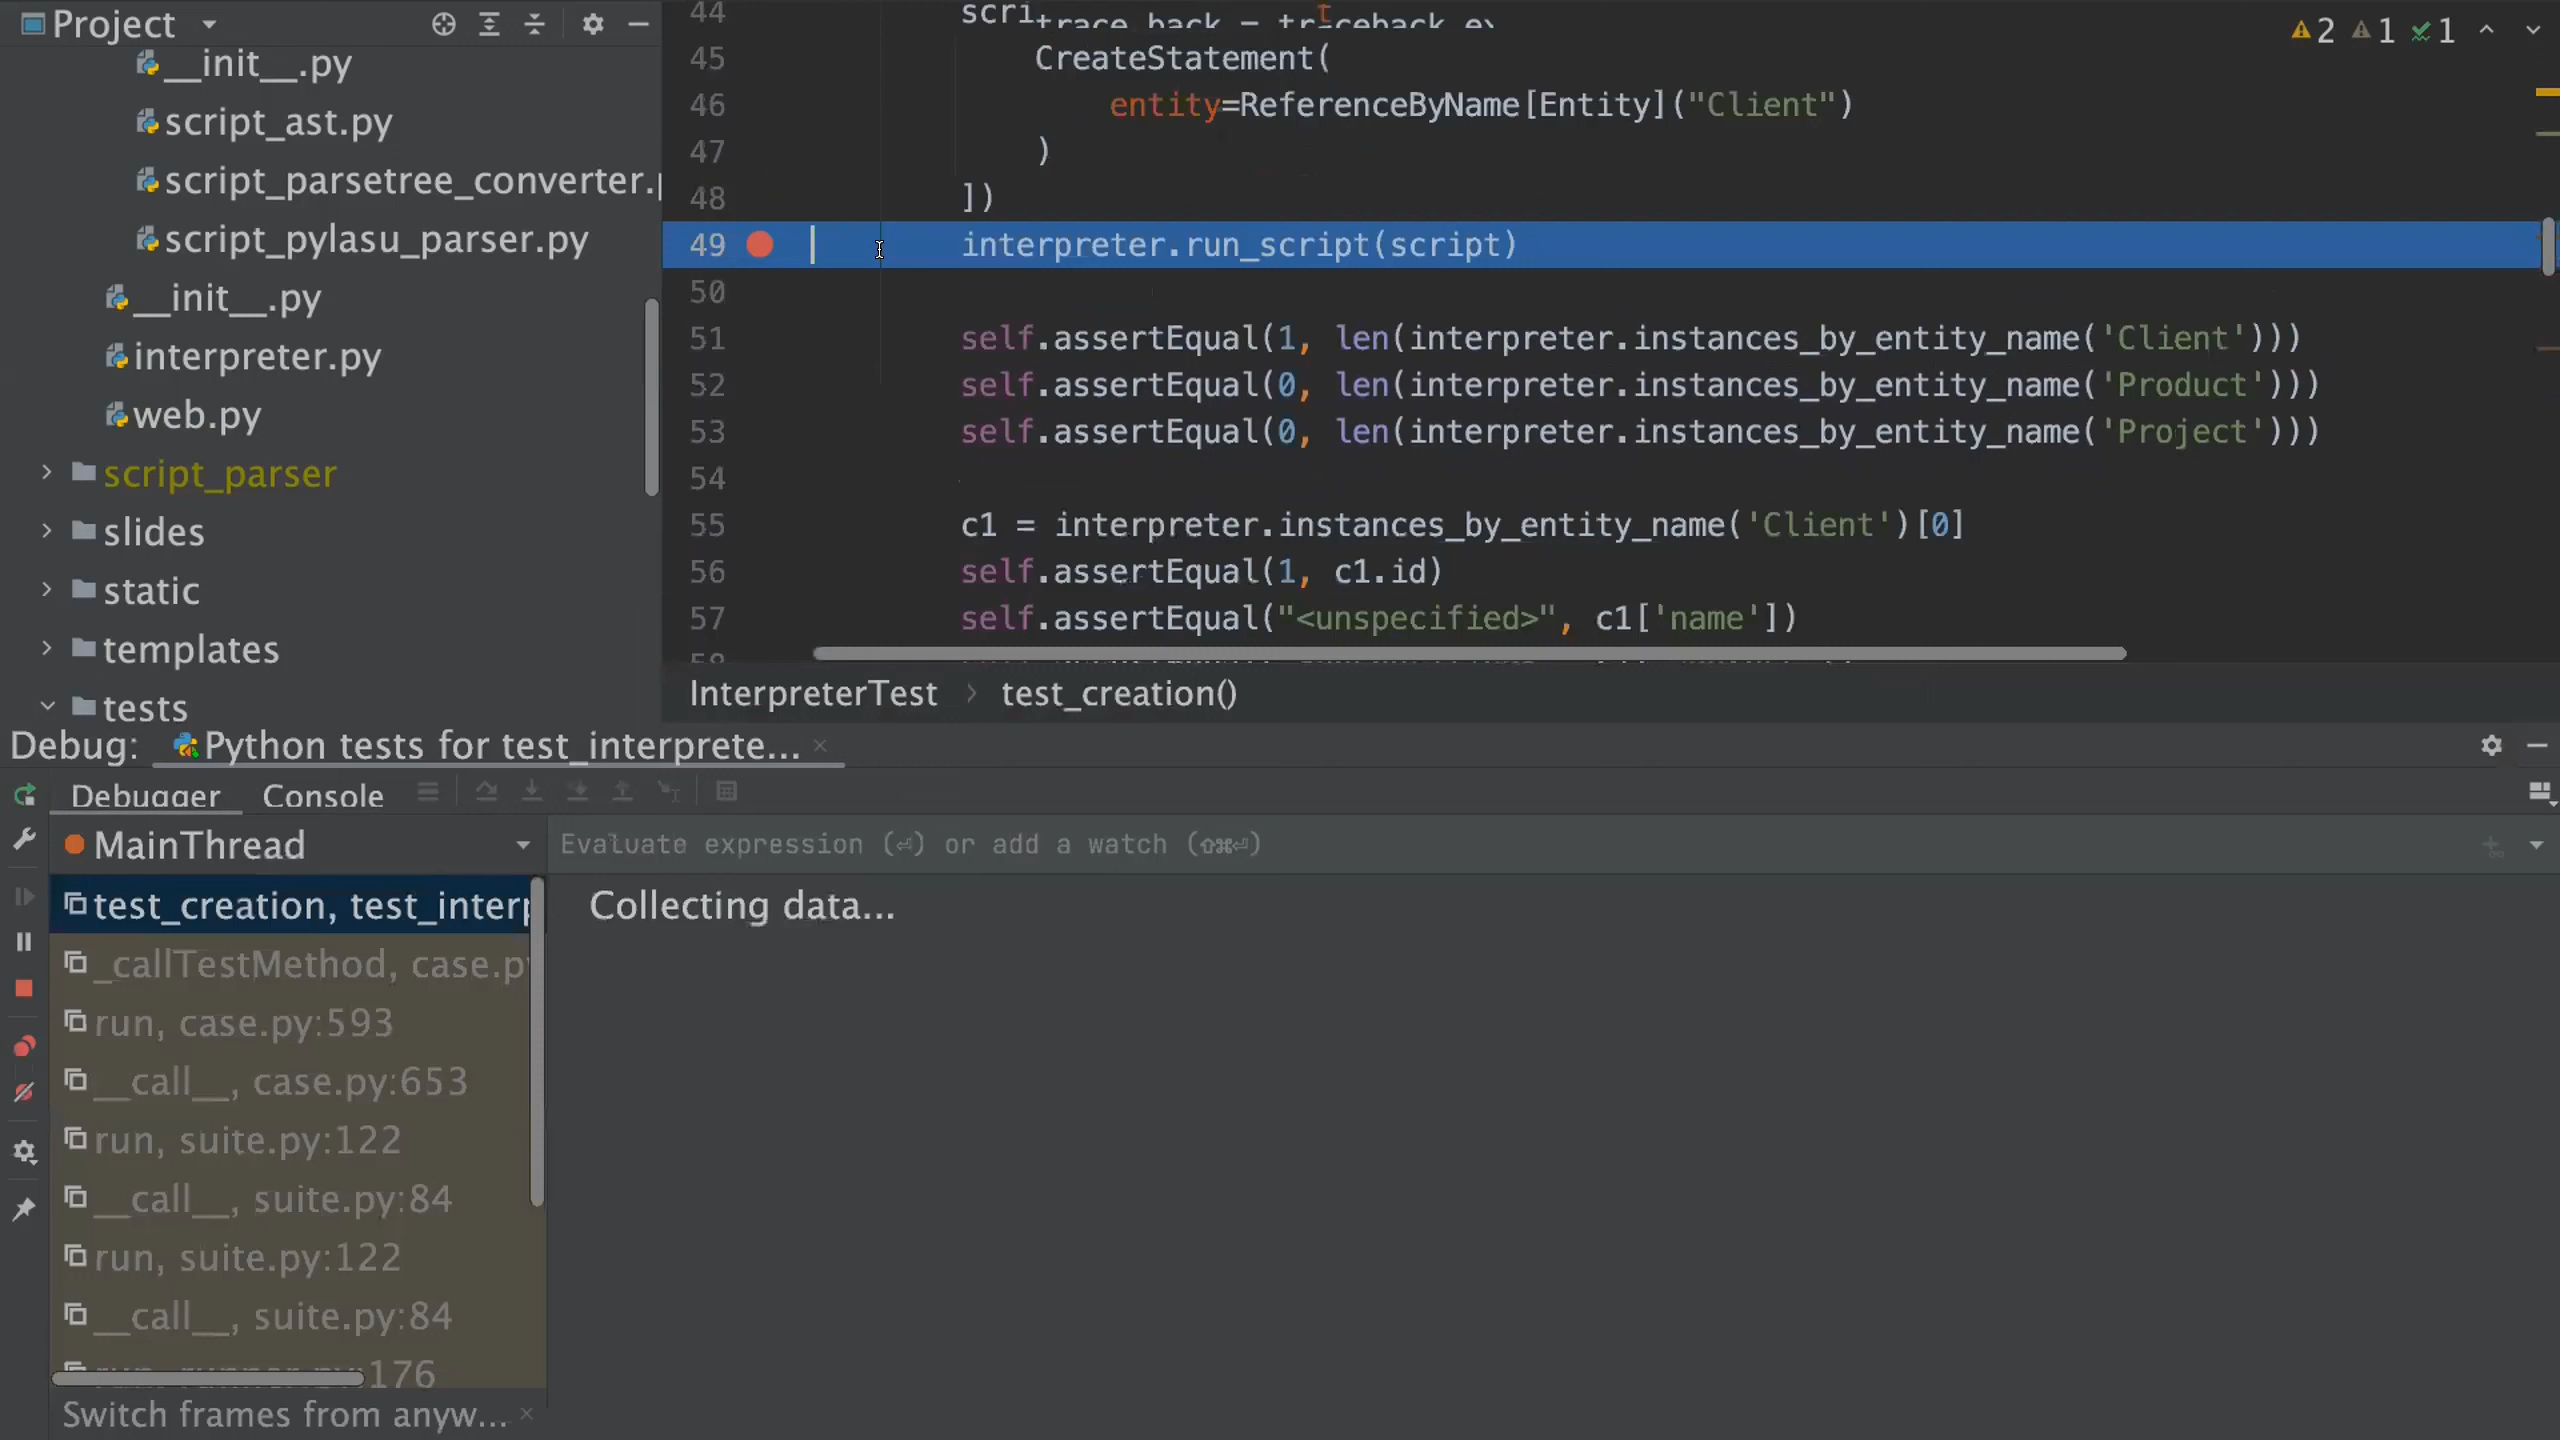 Project
__init__.py
script_ast.py
script_parsetree_converter.
script_pylasu_parser.py
__init__.py
interpreter.py
web.py
script_parser
slides
static
templates
tests
44 scri
45 CreateStatement(
46 entity=ReferenceByName[Entity]("Client")
47 )
48 ])
49 interpreter.run_script(script)
50
51 self.assertEqual(1, len(interpreter.instances_by_entity_name('Client')))
52 self.assertEqual(0, len(interpreter.instances_by_entity_name('Product')))
53 self.assertEqual(0, len(interpreter.instances_by_entity_name('Project')))
54
55 c1 = interpreter.instances_by_entity_name('Client')[0]
56 self.assertEqual(1, c1.id)
57 self.assertEqual("<unspecified>", c1['name'])
2 1 1
InterpreterTest > test_creation()
Debug: Python tests for test_interprete...
Debugger Console
MainThread
Evaluate expression (⏎) or add a watch (⇧⌘⏎)
test_creation, test_interp
_callTestMethod, case.py
run, case.py:593
__call__, case.py:653
run, suite.py:122
__call__, suite.py:84
run, suite.py:122
__call__, suite.py:84
176
Switch frames from anyw...
Collecting data...